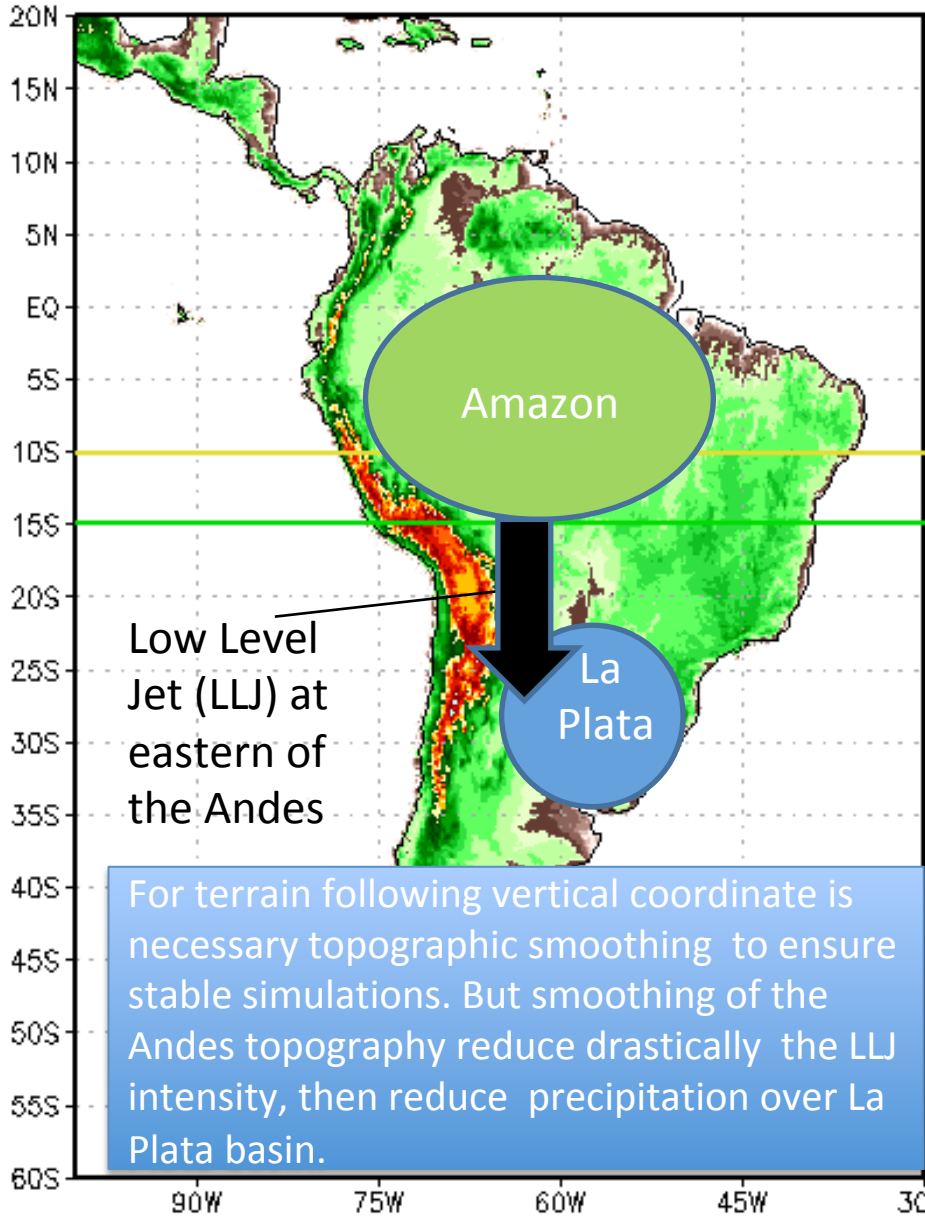 20N
15N
10N
5N
EQ
5S
10S
15S
20S
25S
30S
35S
40S
45S
50S
55S
60S
90W
75W
60W
45W
30
Amazon
La
Plata
Low Level
Jet (LLJ) at
eastern of
the Andes
For terrain following vertical coordinate is
necessary topographic smoothing to ensure
stable simulations. But smoothing of the
Andes topography reduce drastically the LLJ
intensity, then reduce precipitation over La
Plata basin.